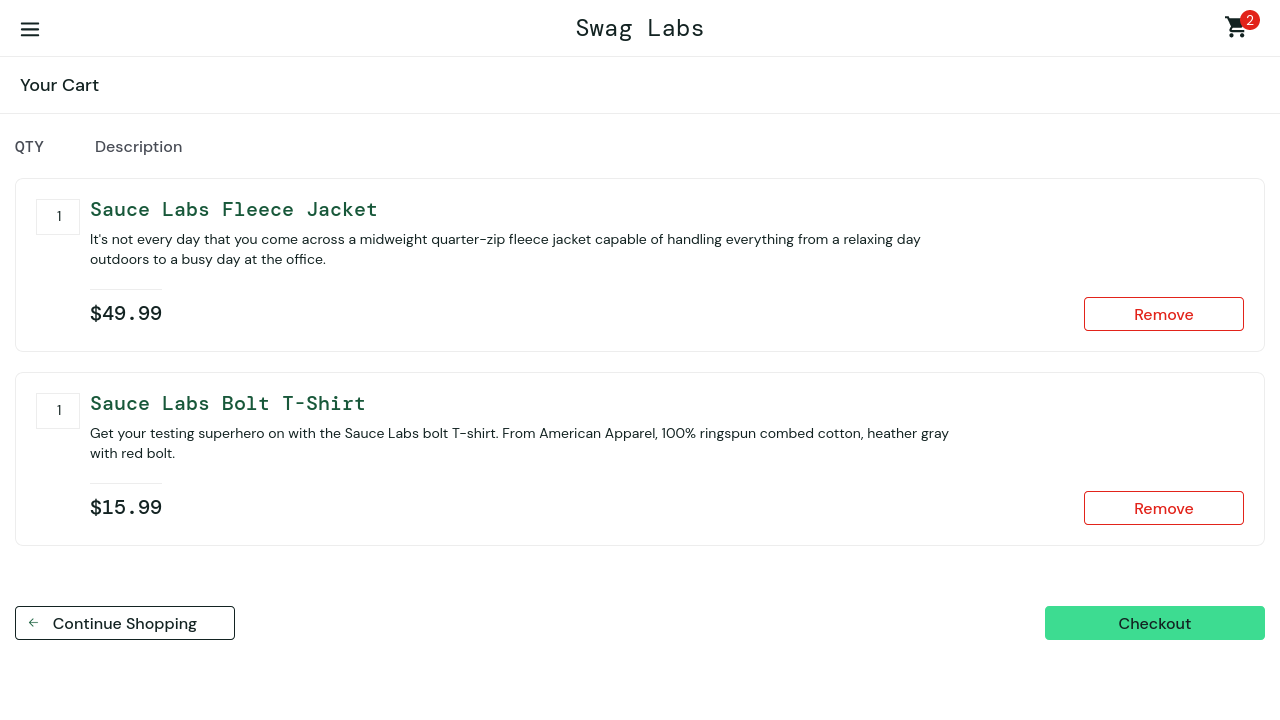 Swag Labs
2
Your Cart
QTY Description
1
Sauce Labs Fleece Jacket
It's not every day that you come across a midweight quarter-zip fleece jacket capable of handling everything from a relaxing day
outdoors to a busy day at the office.
$49.99
Remove
1
Sauce Labs Bolt T-Shirt
Get your testing superhero on with the Sauce Labs bolt T-shirt. From American Apparel, 100% ringspun combed cotton, heather gray
with red bolt.
$15.99
Remove
Continue Shopping
Checkout